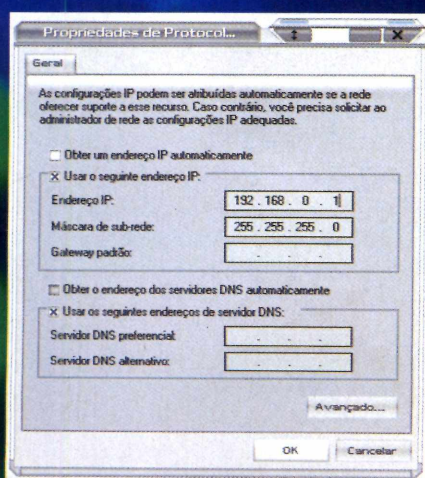 Propriedades de Protocol...
Geral
As configurações IP podem ser atribuídas automaticamente se a rede
oferecer suporte a esse recurso. Caso contrário, você precisa solicitar ao
administrador de rede as configurações IP adequadas.
Obter um endereço IP automaticamente
Usar o seguinte endereço IP:
Endereço IP: 192 . 168 . 0 . 1
Máscara de sub-rede: 255 . 255 . 255 . 0
Gateway padrão: . . .
Obter o endereço dos servidores DNS automaticamente
Usar os seguintes endereços de servidor DNS:
Servidor DNS preferencial: . . .
Servidor DNS alternativo: . . .
Avançado...
OK Cancelar